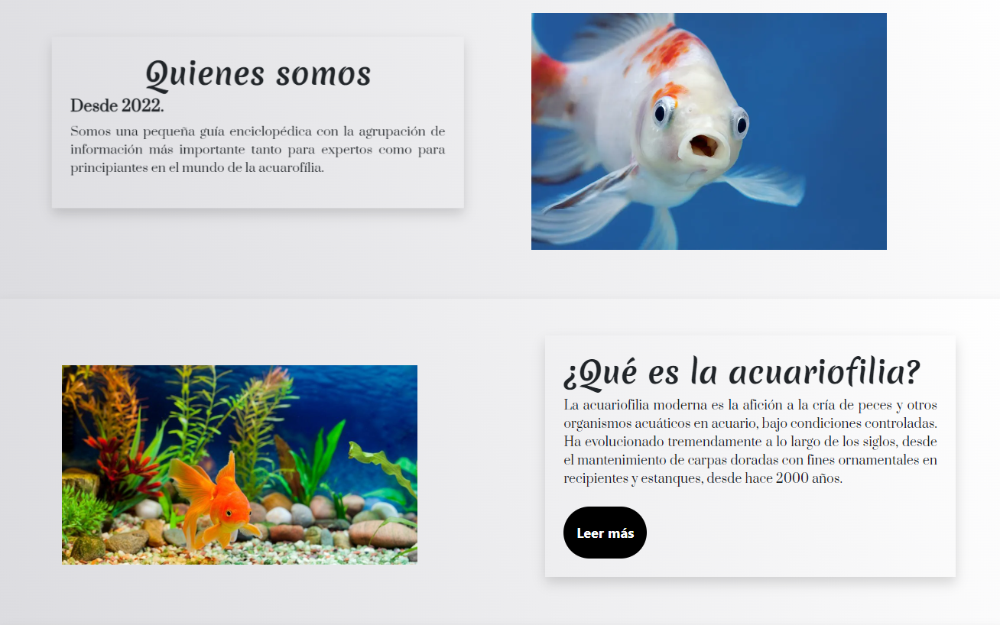 Quienes somos
Desde 2022.
Somos una pequeña guía enciclopédica con la agrupación de
información más importante tanto para expertos como para
principiantes en el mundo de la acuarofília.
¿Qué es la acuariofilia?
La acuariofilia moderna es la afición a la cría de peces y otros
organismos acuáticos en acuario, bajo condiciones controladas.
Ha evolucionado tremendamente a lo largo de los siglos, desde
el mantenimiento de carpas doradas con fines ornamentales en
recipientes y estanques, desde hace 2000 años.
Leer más